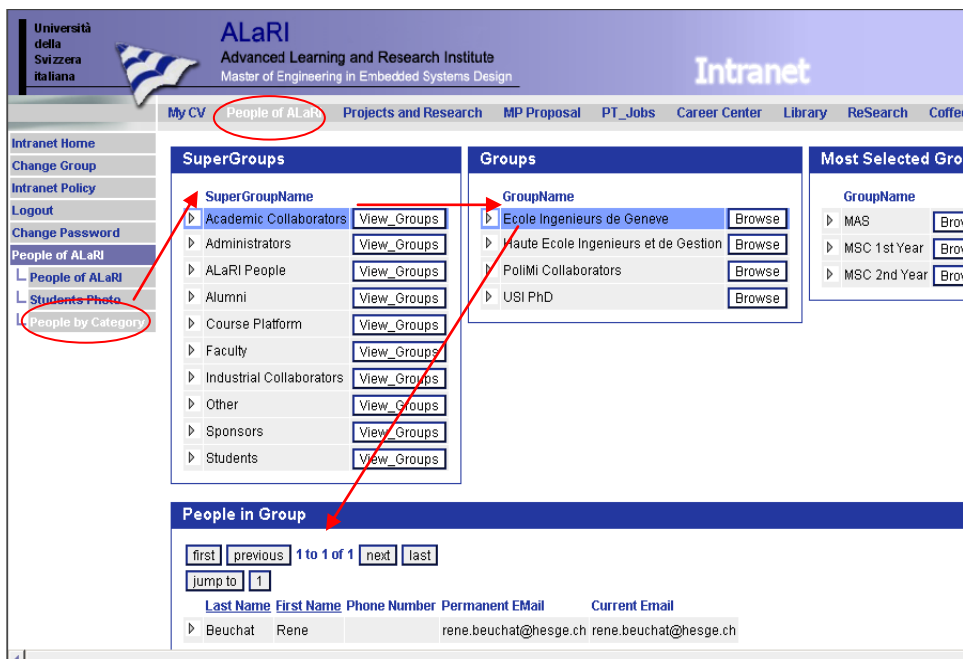 Università
della
Svizzera
italiana
ALaRI
Advanced Learning and Research Institute
Master of Engineering in Embedded Systems Design
Intranet
My CV People of ALaRI Projects and Research MP Proposal PT_Jobs Career Center Library ReSearch Coffe
Intranet Home
Change Group
Intranet Policy
Logout
Change Password
People of ALaRI
People of ALaRI
Students Photo
People by Category
SuperGroups
SuperGroupName
Academic Collaborators View_Groups
Administrators View_Groups
ALaRI People View_Groups
Alumni View_Groups
Course Platform View_Groups
Faculty View_Groups
Industrial Collaborators View_Groups
Other View_Groups
Sponsors View_Groups
Students View_Groups
Groups
GroupName
Ecole Ingenieurs de Geneve Browse
Haute Ecole Ingenieurs et de Gestion Browse
PoliMi Collaborators Browse
USI PhD Browse
Most Selected Gro
GroupName
MAS Brow
MSC 1st Year Brow
MSC 2nd Year Brow
People in Group
first previous 1 to 1 of 1 next last
jump to 1
Last Name First Name Phone Number Permanent EMail Current Email
Beuchat Rene rene.beuchat@hesge.ch rene.beuchat@hesge.ch